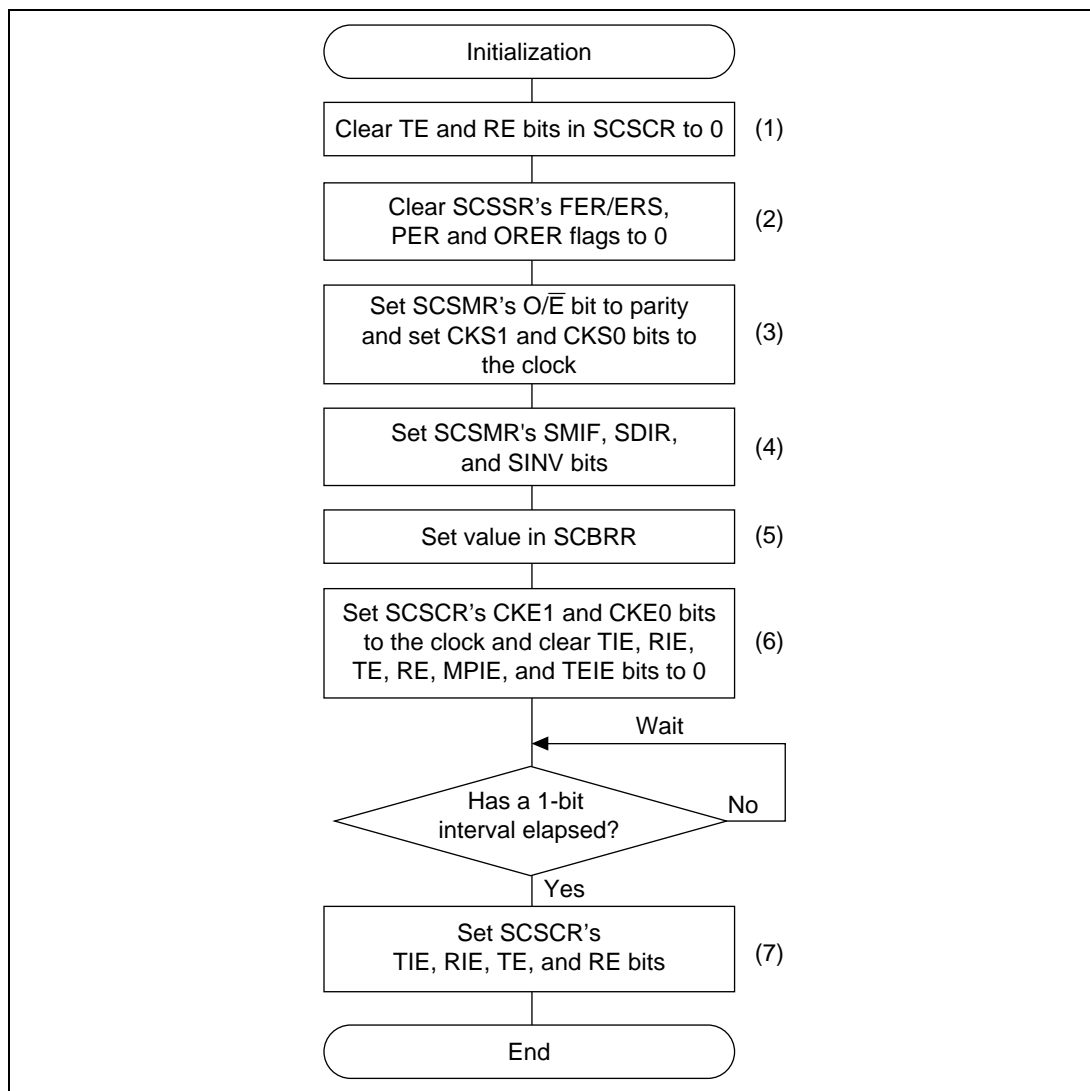 Initialization
Clear TE and RE bits in SCSCR to 0
(1)
Clear SCSSR’s FER/ERS,
PER and ORER flags to 0
(2)
Set SCSMR’s O/E̅ bit to parity
and set CKS1 and CKS0 bits to
the clock
(3)
Set SCSMR's SMIF, SDIR,
and SINV bits
(4)
Set value in SCBRR
(5)
Set SCSCR’s CKE1 and CKE0 bits
to the clock and clear TIE, RIE,
TE, RE, MPIE, and TEIE bits to 0
(6)
Wait
Has a 1-bit
interval elapsed?
No
Yes
Set SCSCR’s
TIE, RIE, TE, and RE bits
(7)
End